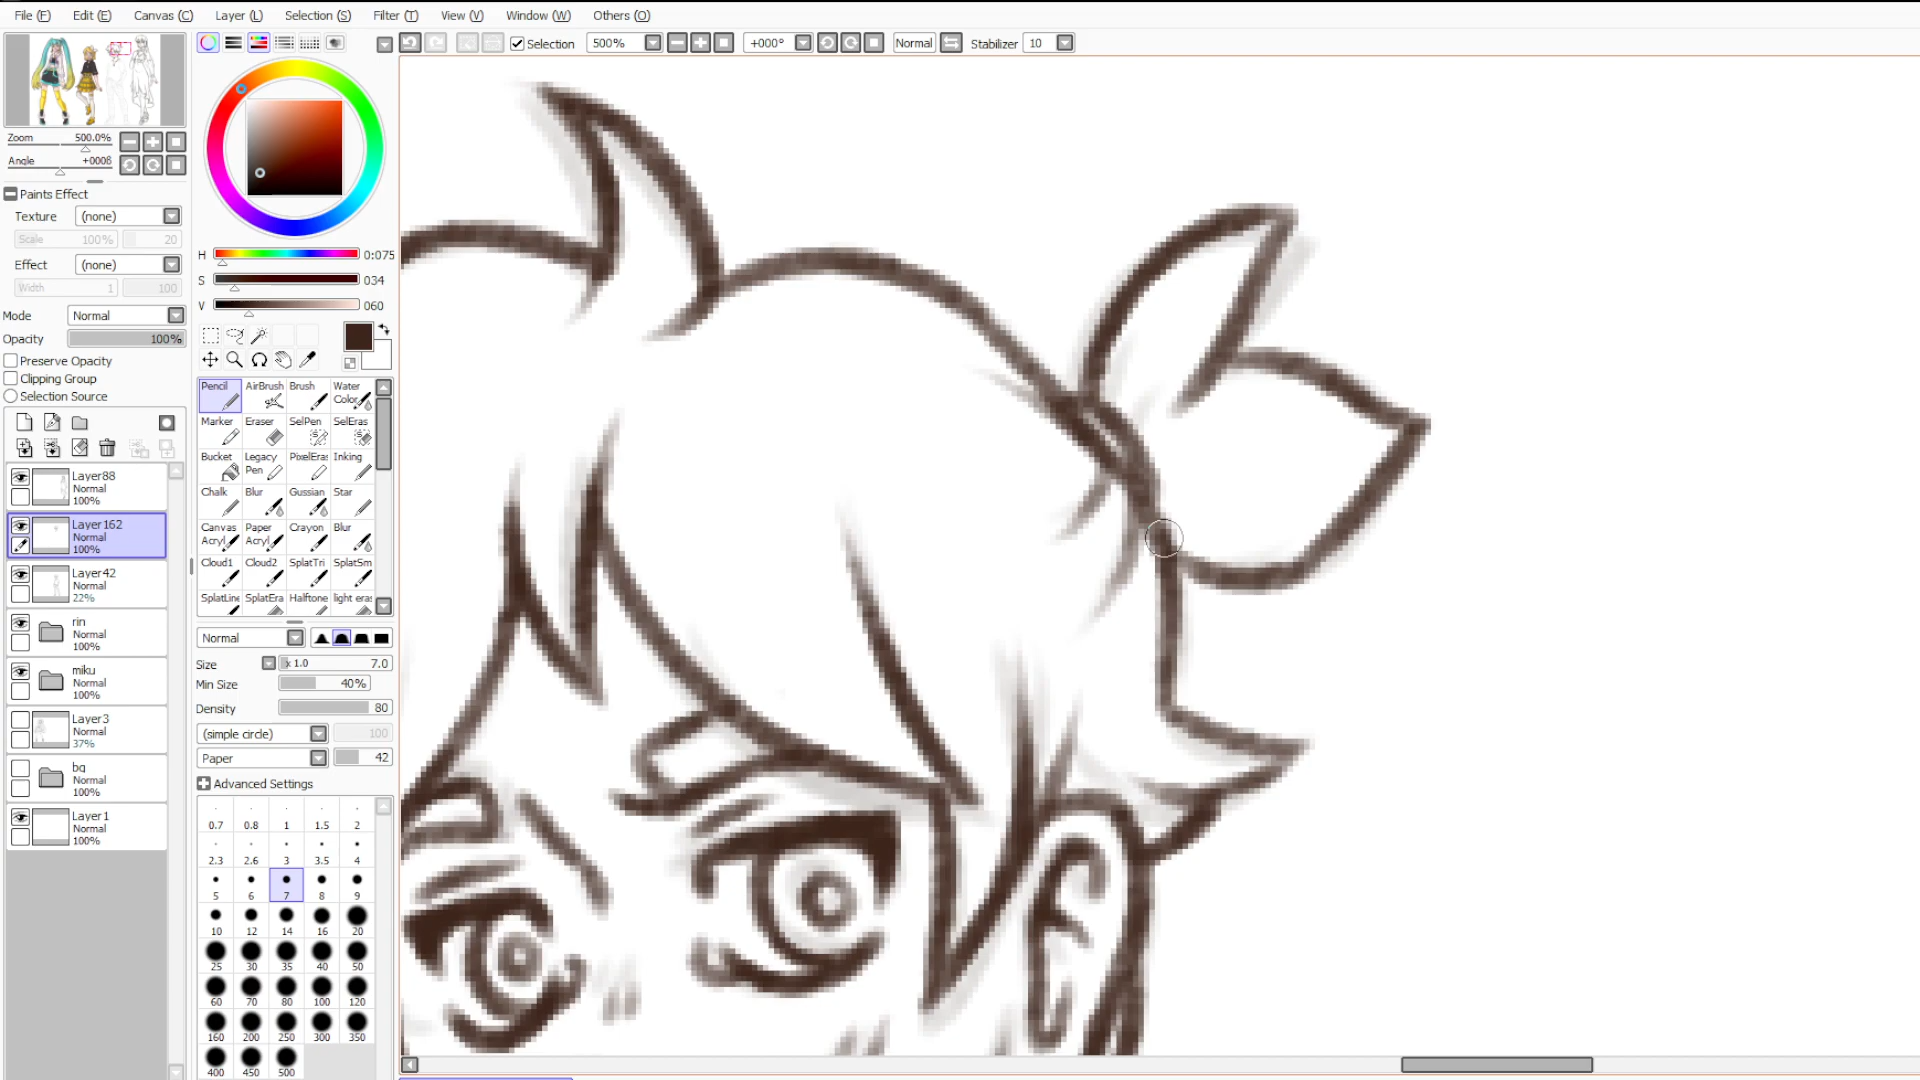 File (F) Edit (E) Canvas (C) Layer (L) Selection (S) Filter (T) View (V) Window (W) Others (O)
Selection 500% +000° Normal Stabilizer 10
Zoom 500.0%
Angle +000ß
Paints Effect
Texture (none)
Scale 100% 20
Effect (none)
Width 1 100
Mode Normal
Opacity 100%
Preserve Opacity
Clipping Group
Selection Source
Layer88
Normal
100%
Layer162
Normal
100%
Layer42
Normal
22%
rin
Normal
100%
miku
Normal
100%
Layer3
Normal
37%
bg
Normal
100%
Layer1
Normal
100%
H 0:075
S 034
V 060
Pencil AirBrush Brush Water Color
Marker Eraser SelPen SelEras
Bucket Legacy Pen PixelEras Inking
Chalk Blur Gussian Star
Canvas Acryl Paper Acryl Crayon Blur
Cloud1 Cloud2 SplatTri SplatSm
SplatLine SplatEra Halftone light eras
Normal
Size x 1.0 7.0
Min Size 40%
Density 80
(simple circle) 100
Paper 42
Advanced Settings
0.7 0.8 1 1.5 2
2.3 2.6 3 3.5 4
5 6 7 8 9
10 12 14 16 20
25 30 35 40 50
60 70 80 100 120
160 200 250 300 350
400 450 500